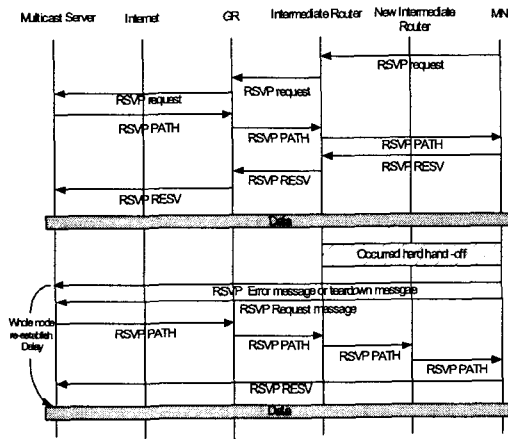 Multicast Server
Internet
GR
Intermediate Router
New Intermediate
Router
MN
RSVP request
RSVP request
RSVP request
RSVP PATH
RSVP PATH
RSVP PATH
RSVP RESV
RSVP RESV
RSVP RESV
Data
Occurred hard hand -off
RSVP Error message or teardown messgae
RSVP Request message
Whole node
re-establish
Delay
RSVP PATH
RSVP PATH
RSVP PATH
RSVP PATH
RSVP RESV
Data